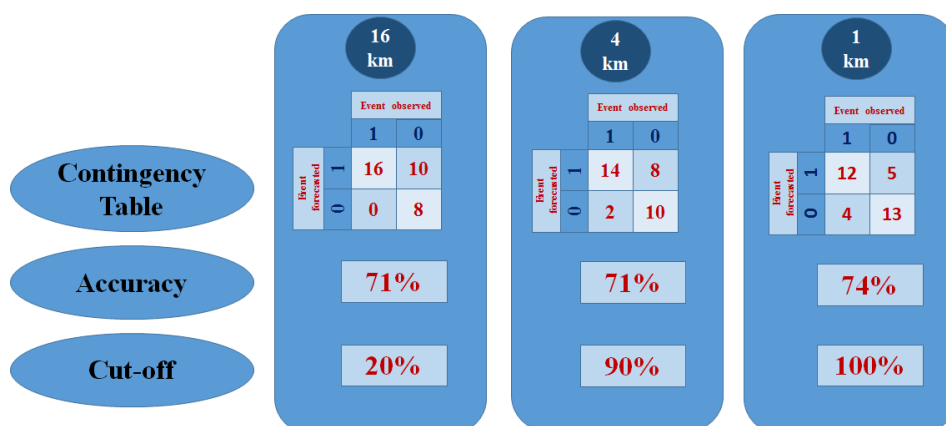 16
km
4
km
1
km
Event observed
1 0
Event forecasted
1
0
16 10
0 8
Event observed
1 0
Event forecasted
1
0
14 8
2 10
Event observed
1 0
Event forecasted
1
0
12 5
4 13
Contingency
Table
Accuracy
71%
71%
74%
Cut-off
20%
90%
100%